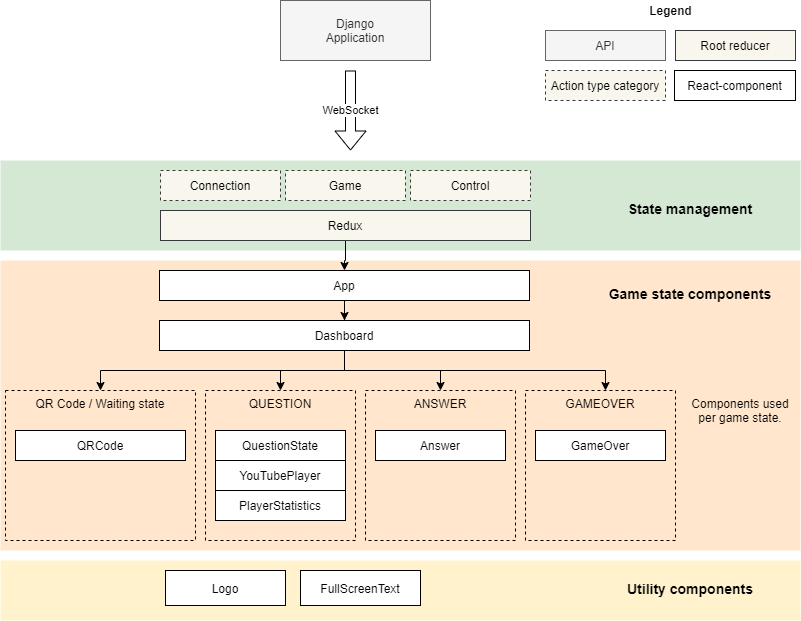 Django
Application
WebSocket
Legend
API
Root reducer
Action type category
React-component
Connection
Game
Control
Redux
State management
App
Game state components
Dashboard
QR Code / Waiting state
QUESTION
ANSWER
GAMEOVER
Components used
per game state.
QRCode
QuestionState
Answer
GameOver
YouTubePlayer
PlayerStatistics
Logo
FullScreenText
Utility components